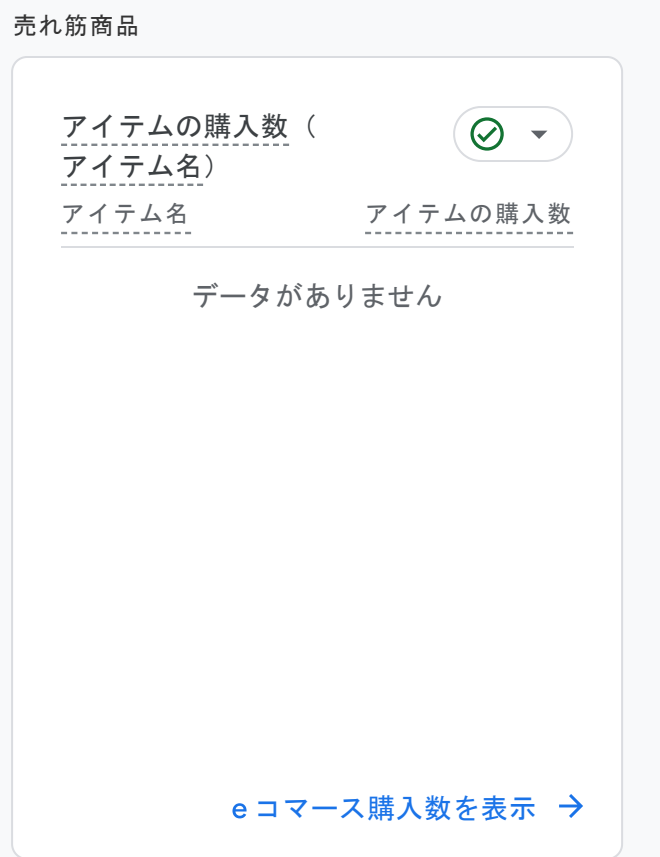 売れ筋商品
アイテムの購入数（
アイテム名）
アイテム名 アイテムの購入数
データがありません
e コマース購入数を表示 →